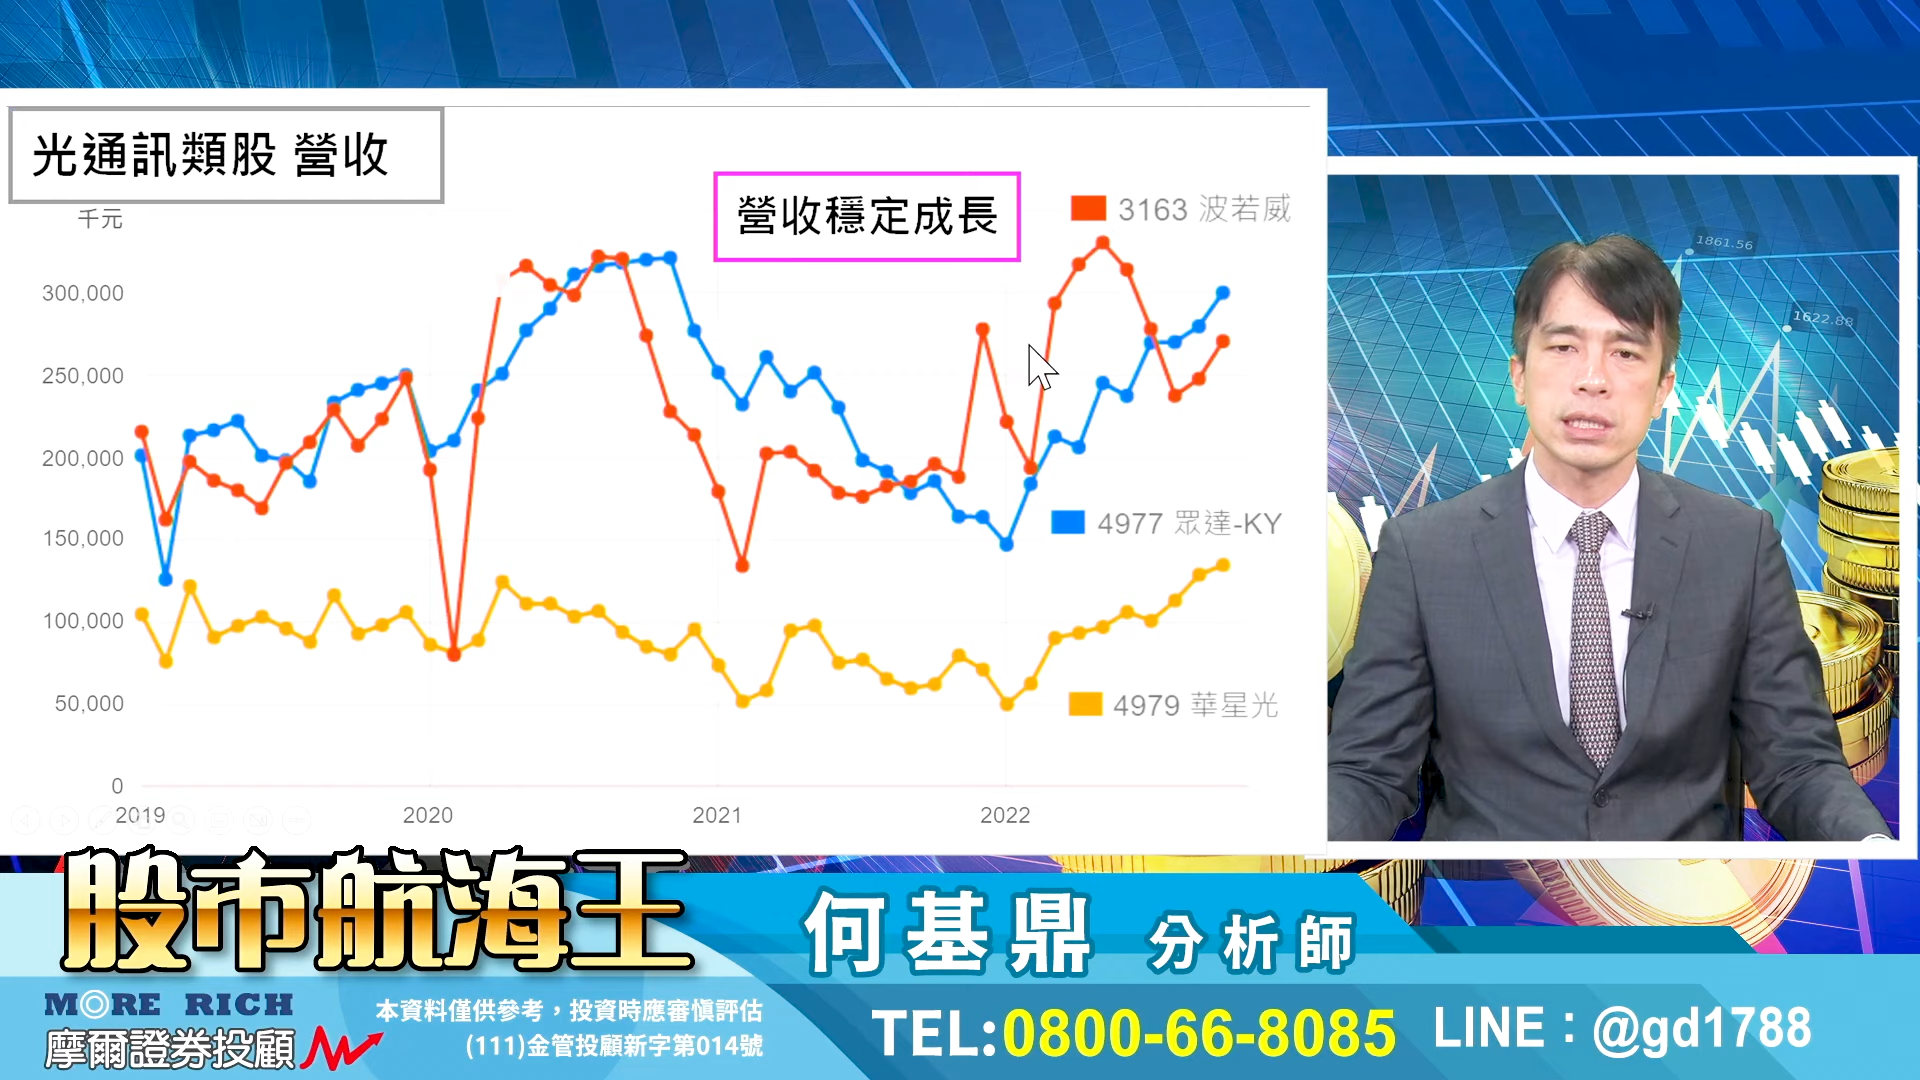 光通訊類股 營收
千元
營收穩定成長
3163 波若威
300,000
250,000
200,000
150,000
100,000
50,000
0
4977 眾達-KY
4979 華星光
2019
2020
2021
2022
1861.56
1622.88
股市航海王
何基鼎 分析師
MORE RICH
摩爾證券投顧
本資料僅供參考，投資時應審慎評估
(111)金管投顧新字第014號
TEL:0800-66-8085
LINE：@gd1788